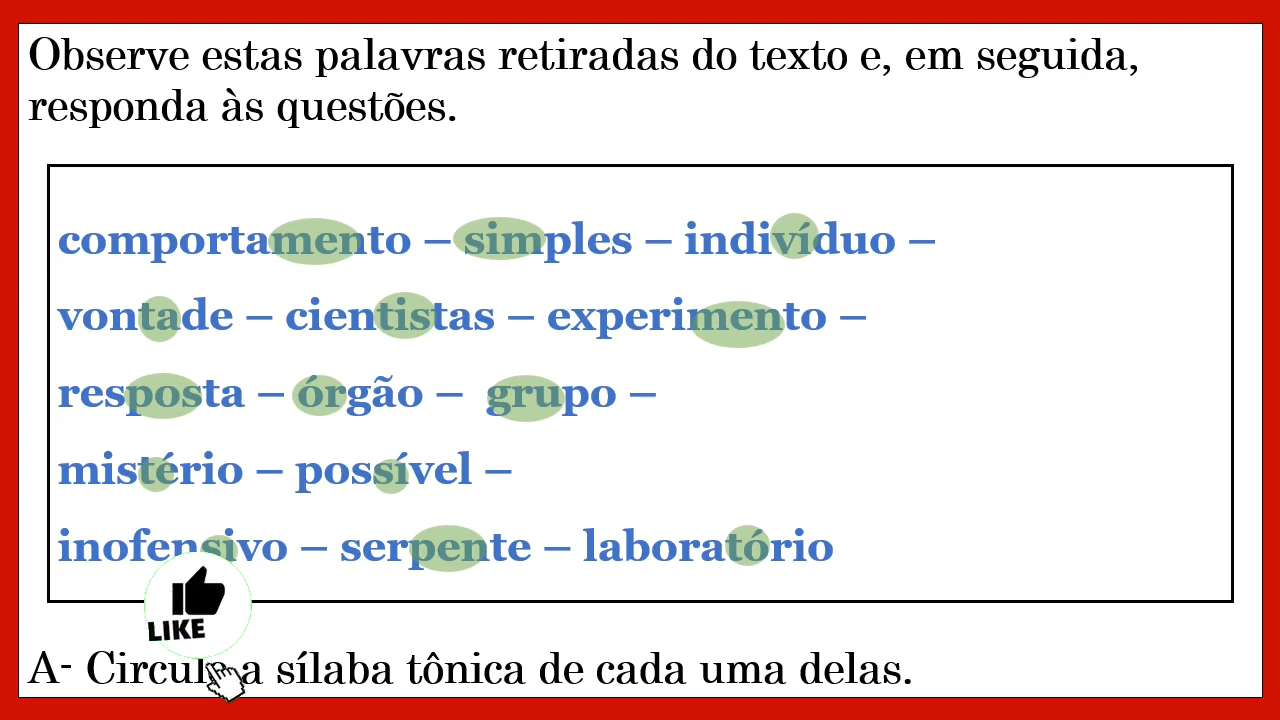 Observe estas palavras retiradas do texto e, em seguida,
responda às questões.
comportamento – simples – indivíduo –
vontade – cientistas – experimento –
resposta – órgão – grupo –
mistério – possível –
inofensivo – serpente – laboratório
LIKE
A- Circule a sílaba tônica de cada uma delas.